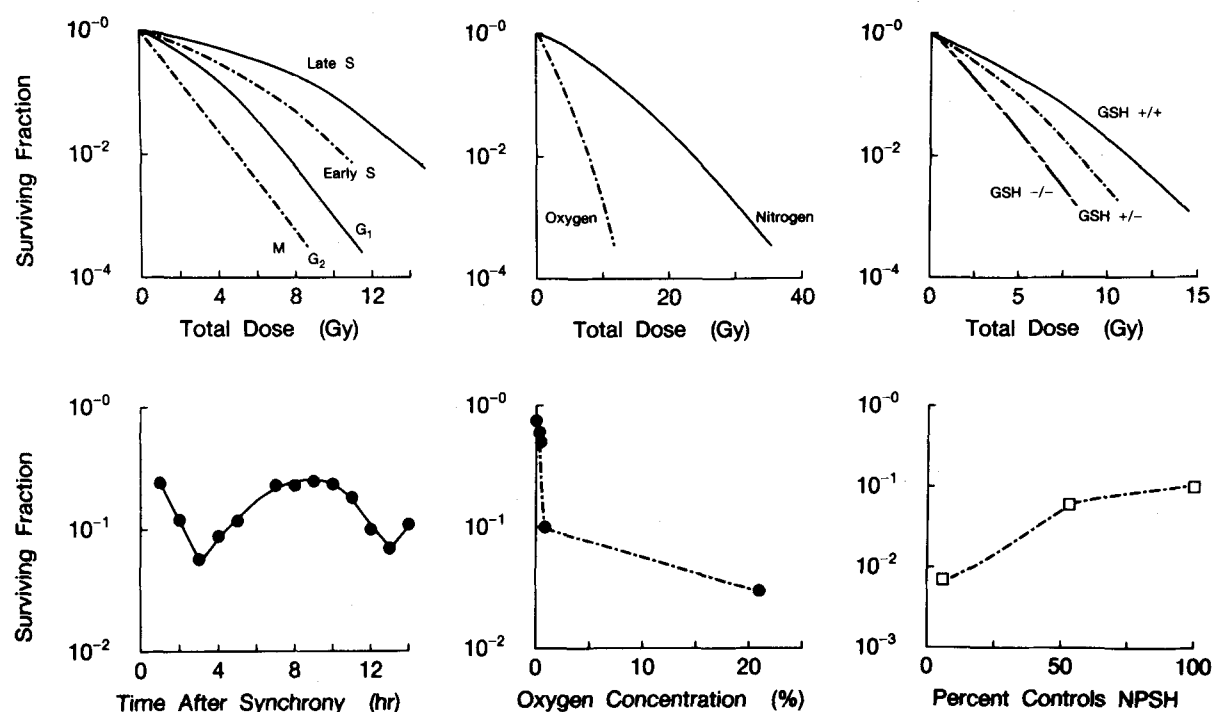 Surviving Fraction
10⁻⁰
10⁻²
10⁻⁴
Late S
Early S
M
G₂
G₁
0 4 8 12
Total Dose (Gy)
10⁻⁰
10⁻²
10⁻⁴
Oxygen
Nitrogen
0 20 40
Total Dose (Gy)
10⁻⁰
10⁻²
10⁻⁴
GSH +/+
GSH −/−
GSH +/−
0 5 10 15
Total Dose (Gy)
Surviving Fraction
10⁻⁰
10⁻¹
10⁻²
0 4 8 12
Time After Synchrony (hr)
10⁻⁰
10⁻¹
10⁻²
0 10 20
Oxygen Concentration (%)
10⁻⁰
10⁻¹
10⁻²
10⁻³
0 50 100
Percent Controls NPSH